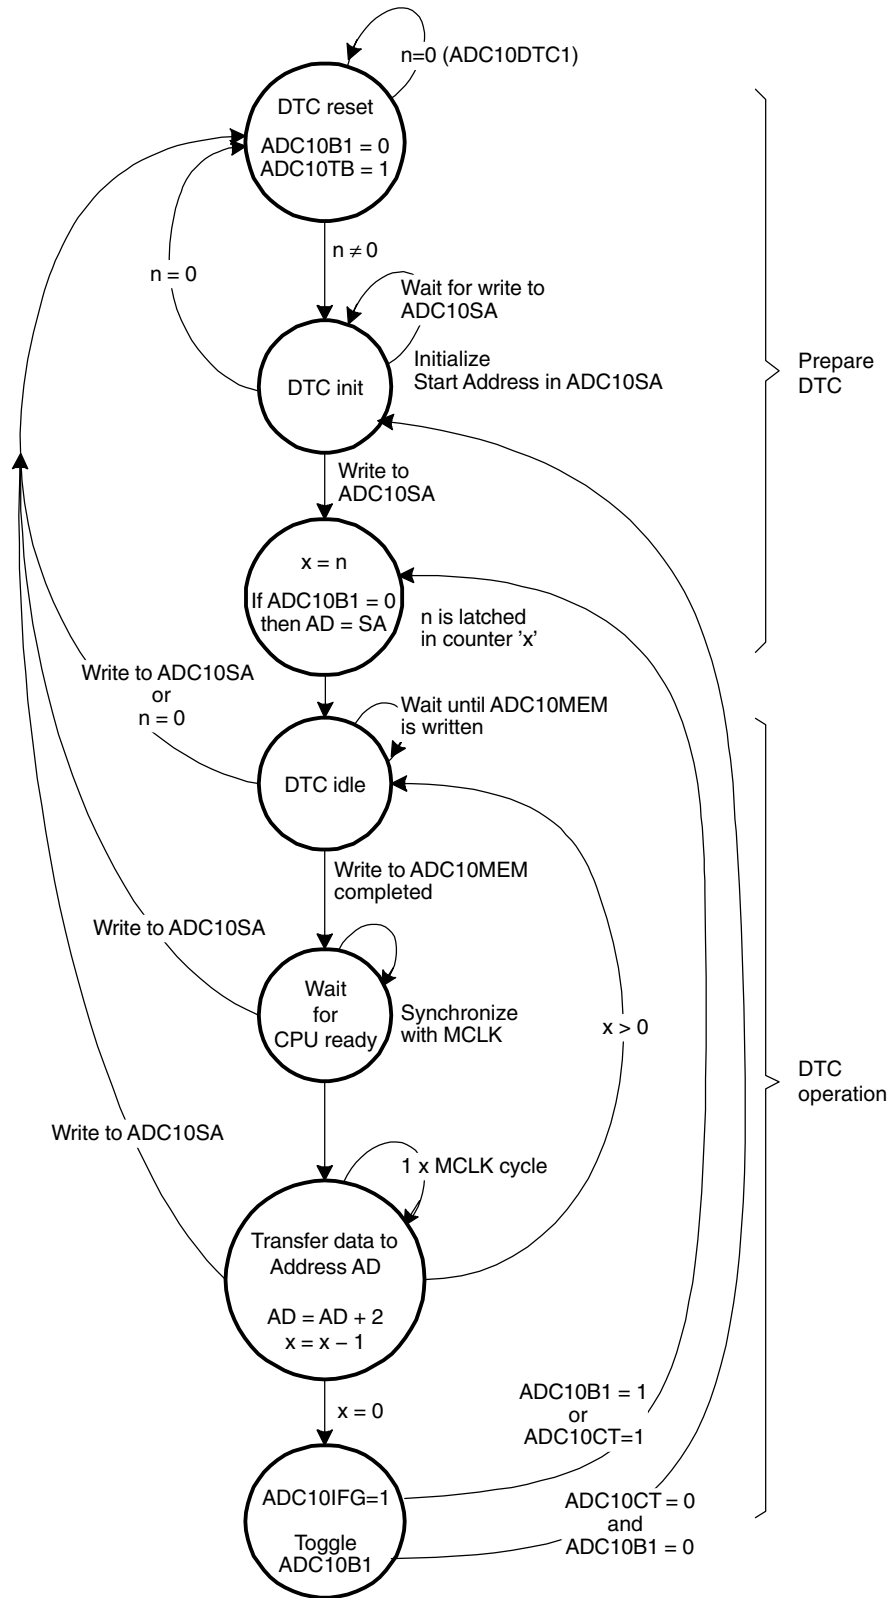 n=0 (ADC10DTC1)
DTC reset
ADC10B1 = 0
ADC10TB = 1
n ≠ 0
n = 0
Wait for write to
ADC10SA
Initialize
Start Address in ADC10SA
DTC init
Prepare
DTC
Write to
ADC10SA
x = n
If ADC10B1 = 0
then AD = SA
n is latched
in counter 'x'
Write to ADC10SA
or
n = 0
Wait until ADC10MEM
is written
DTC idle
Write to ADC10MEM
completed
Write to ADC10SA
Wait
for
CPU ready
Synchronize
with MCLK
x > 0
DTC
operation
Write to ADC10SA
1 x MCLK cycle
Transfer data to
Address AD
AD = AD + 2
x = x − 1
x = 0
ADC10B1 = 1
or
ADC10CT=1
ADC10IFG=1
Toggle
ADC10B1
ADC10CT = 0
and
ADC10B1 = 0